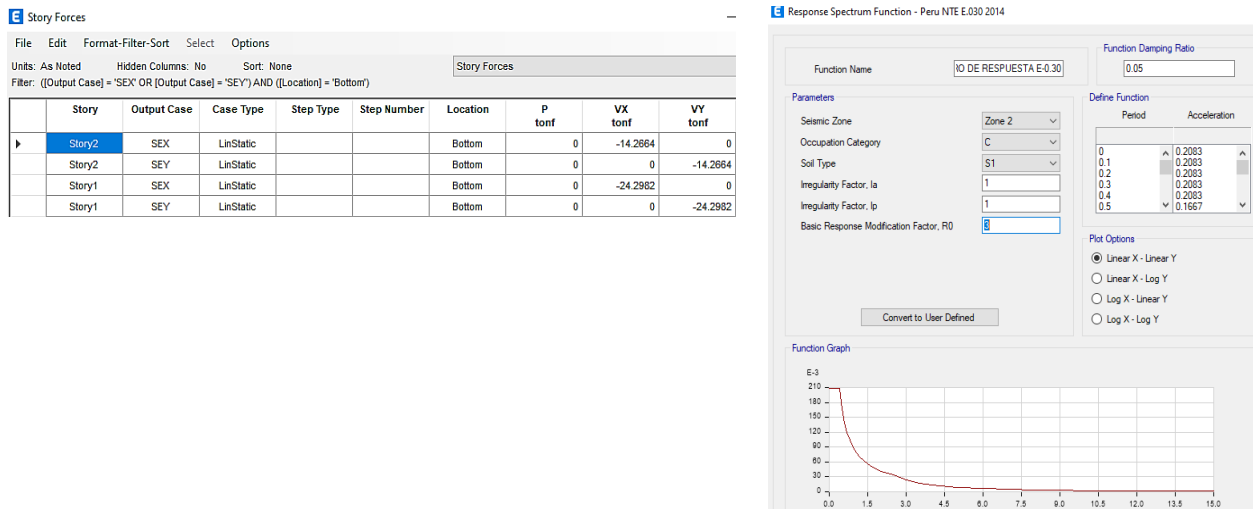 E Story Forces
File Edit Format-Filter-Sort Select Options
Units: As Noted Hidden Columns: No Sort: None Story Forces
Filter: ([Output Case] = 'SEX' OR [Output Case] = 'SEY') AND ([Location] = 'Bottom')
Story Output Case Case Type Step Type Step Number Location P tonf VX tonf VY tonf
Story2 SEX LinStatic Bottom 0 -14.2664 0
Story2 SEY LinStatic Bottom 0 0 -14.2664
Story1 SEX LinStatic Bottom 0 -24.2982 0
Story1 SEY LinStatic Bottom 0 0 -24.2982
E Response Spectrum Function - Peru NTE E.030 2014
Function Name RO DE RESPUESTA E-0.30
Function Damping Ratio
0.05
Parameters
Seismic Zone Zone 2
Occupation Category C
Soil Type S1
Irregularity Factor, Ia 1
Irregularity Factor, Ip 1
Basic Response Modification Factor, R0 3
Convert to User Defined
Define Function
Period Acceleration
0 0.2083
0.1 0.2083
0.2 0.2083
0.3 0.2083
0.4 0.2083
0.5 0.1667
Plot Options
Linear X - Linear Y
Linear X - Log Y
Log X - Linear Y
Log X - Log Y
Function Graph
E-3
210
180
150
120
90
60
30
0
0.0 1.5 3.0 4.5 6.0 7.5 9.0 10.5 12.0 13.5 15.0